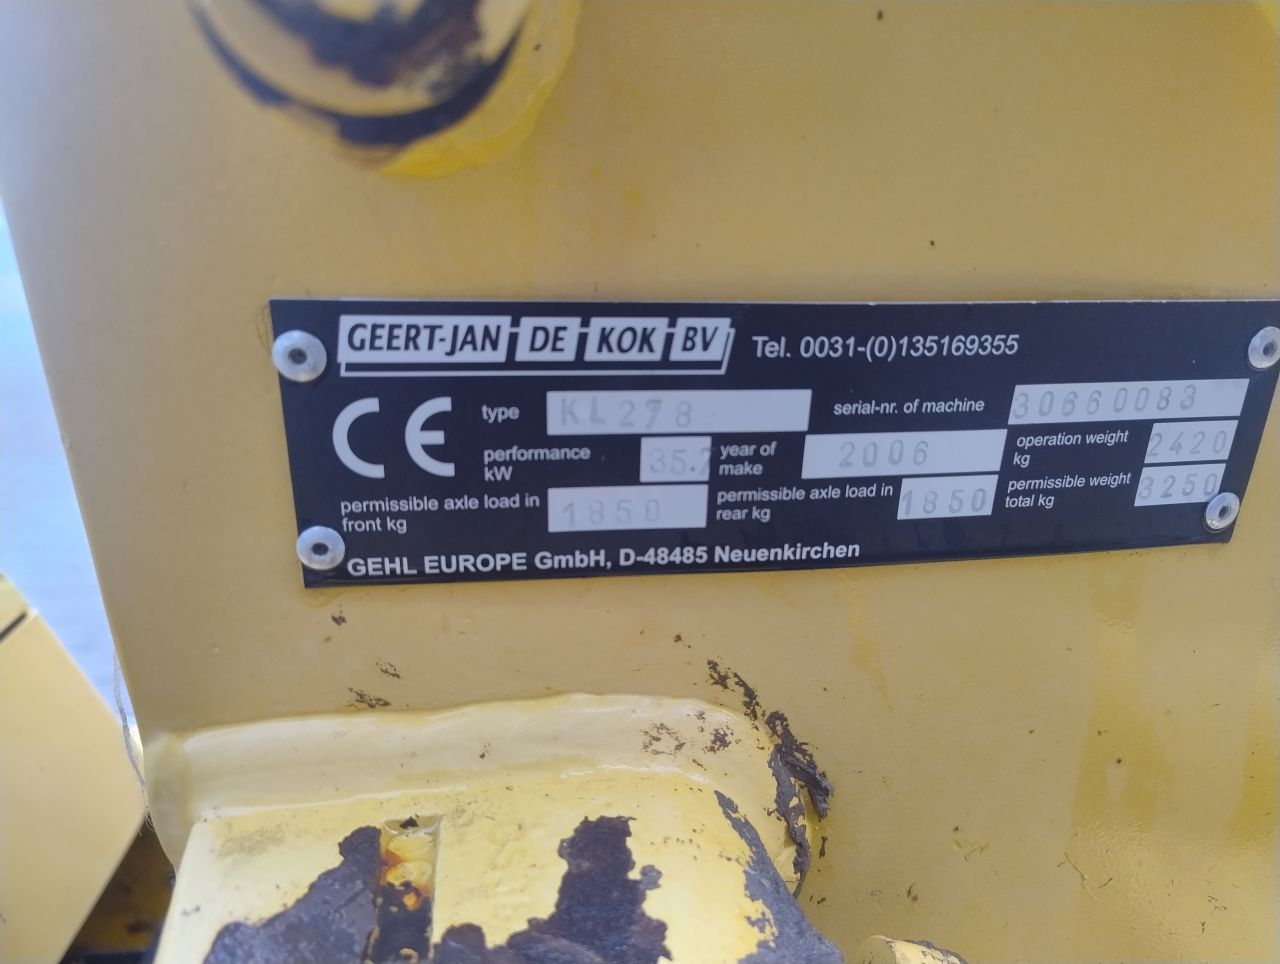 GEERT-JAN DE KOK BV Tel. 0031-(0)135169355
CE
type KL278 serial-nr. of machine 30660083
performance kW 35.7 year of make 2006 operation weight kg 2420
permissible axle load in front kg 1850 permissible axle load in rear kg 1850 permissible weight total kg 3250
GEHL EUROPE GmbH, D-48485 Neuenkirchen